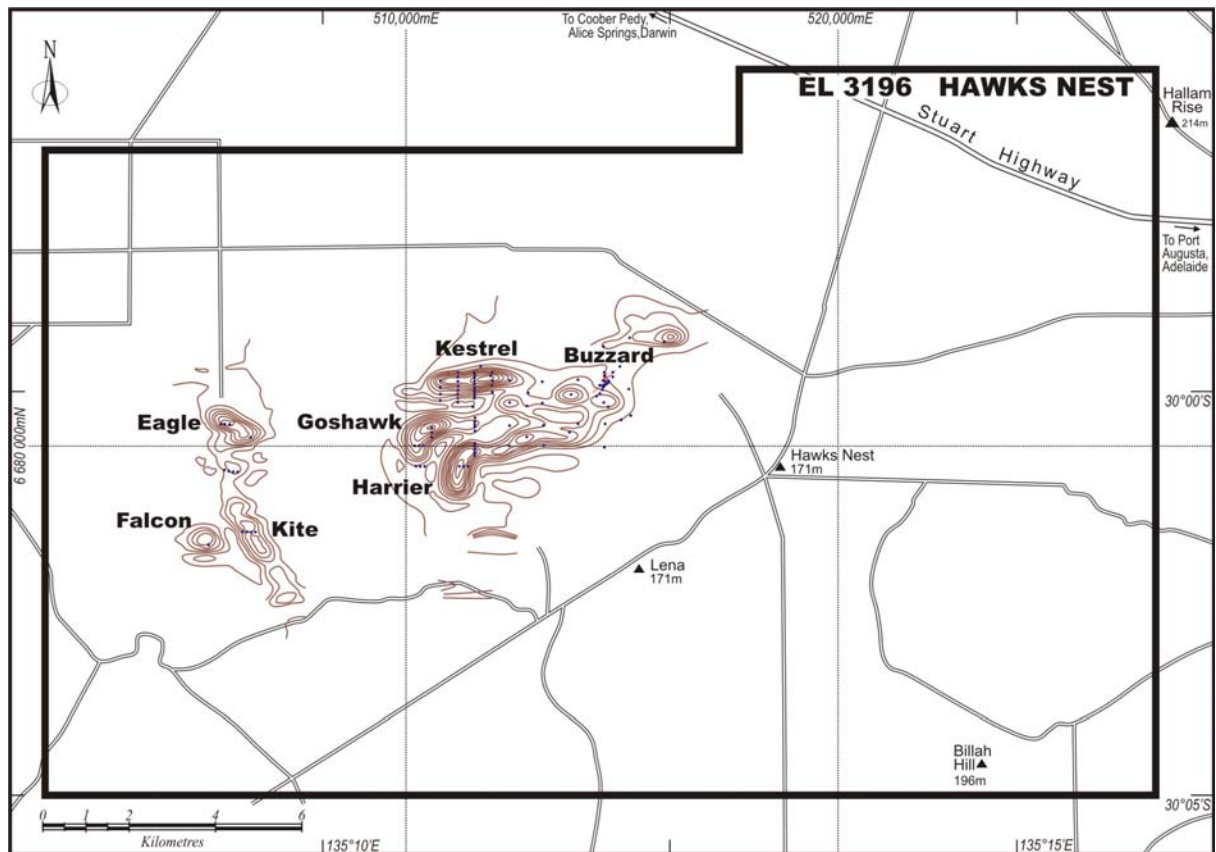 510,000mE
To Coober Pedy,
Alice Springs,Darwin
520,000mE
N
EL 3196 HAWKS NEST
Hallam
Rise
214m
Stuart Highway
To Port
Augusta,
Adelaide
Kestrel
Buzzard
30°00'S
Eagle
Goshawk
6 680 000mN
Hawks Nest
171m
Harrier
Falcon
Kite
Lena
171m
Billah
Hill
196m
30°05'S
0 1 2 4 6
Kilometres
135°10'E
135°15'E